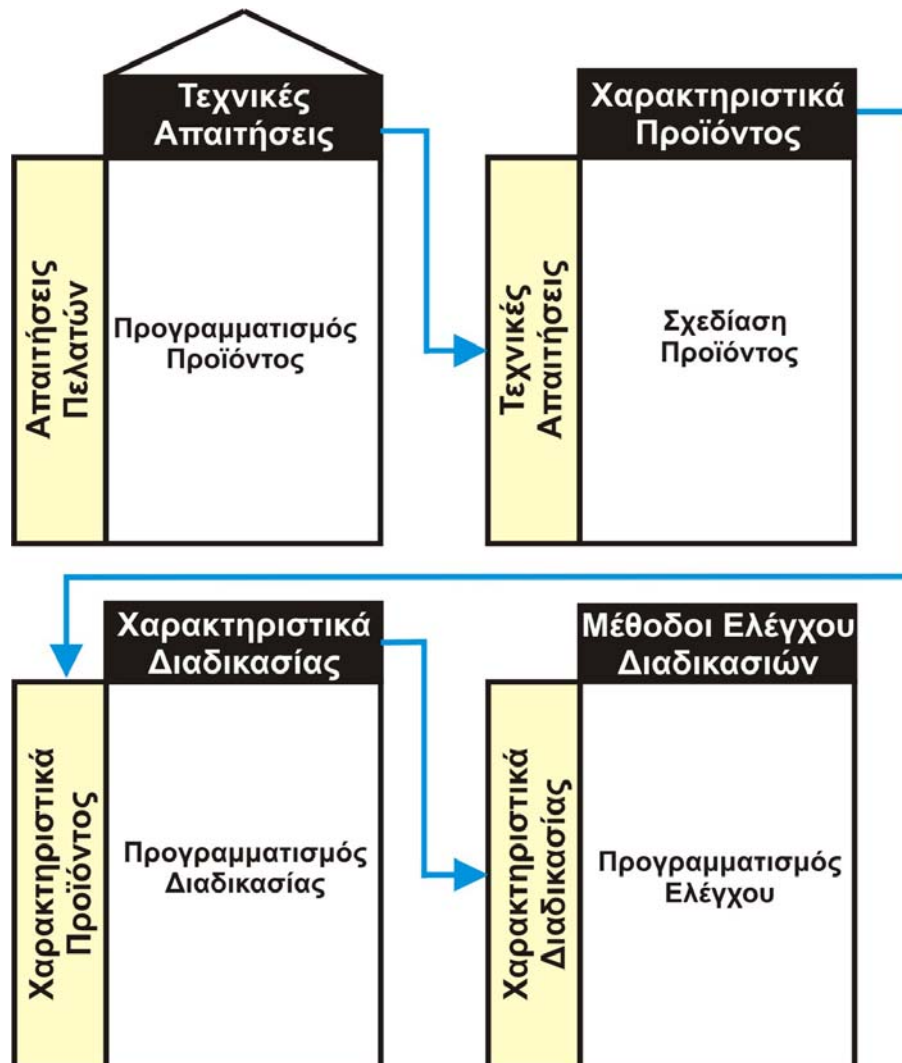 Τεχνικές
Απαιτήσεις
Απαιτήσεις
Πελατών
Προγραμματισμός
Προϊόντος
Χαρακτηριστικά
Προϊόντος
Τεχνικές
Απαιτήσεις
Σχεδίαση
Προϊόντος
Χαρακτηριστικά
Διαδικασίας
Χαρακτηριστικά
Προϊόντος
Προγραμματισμός
Διαδικασίας
Μέθοδοι Ελέγχου
Διαδικασιών
Χαρακτηριστικά
Διαδικασίας
Προγραμματισμός
Ελέγχου